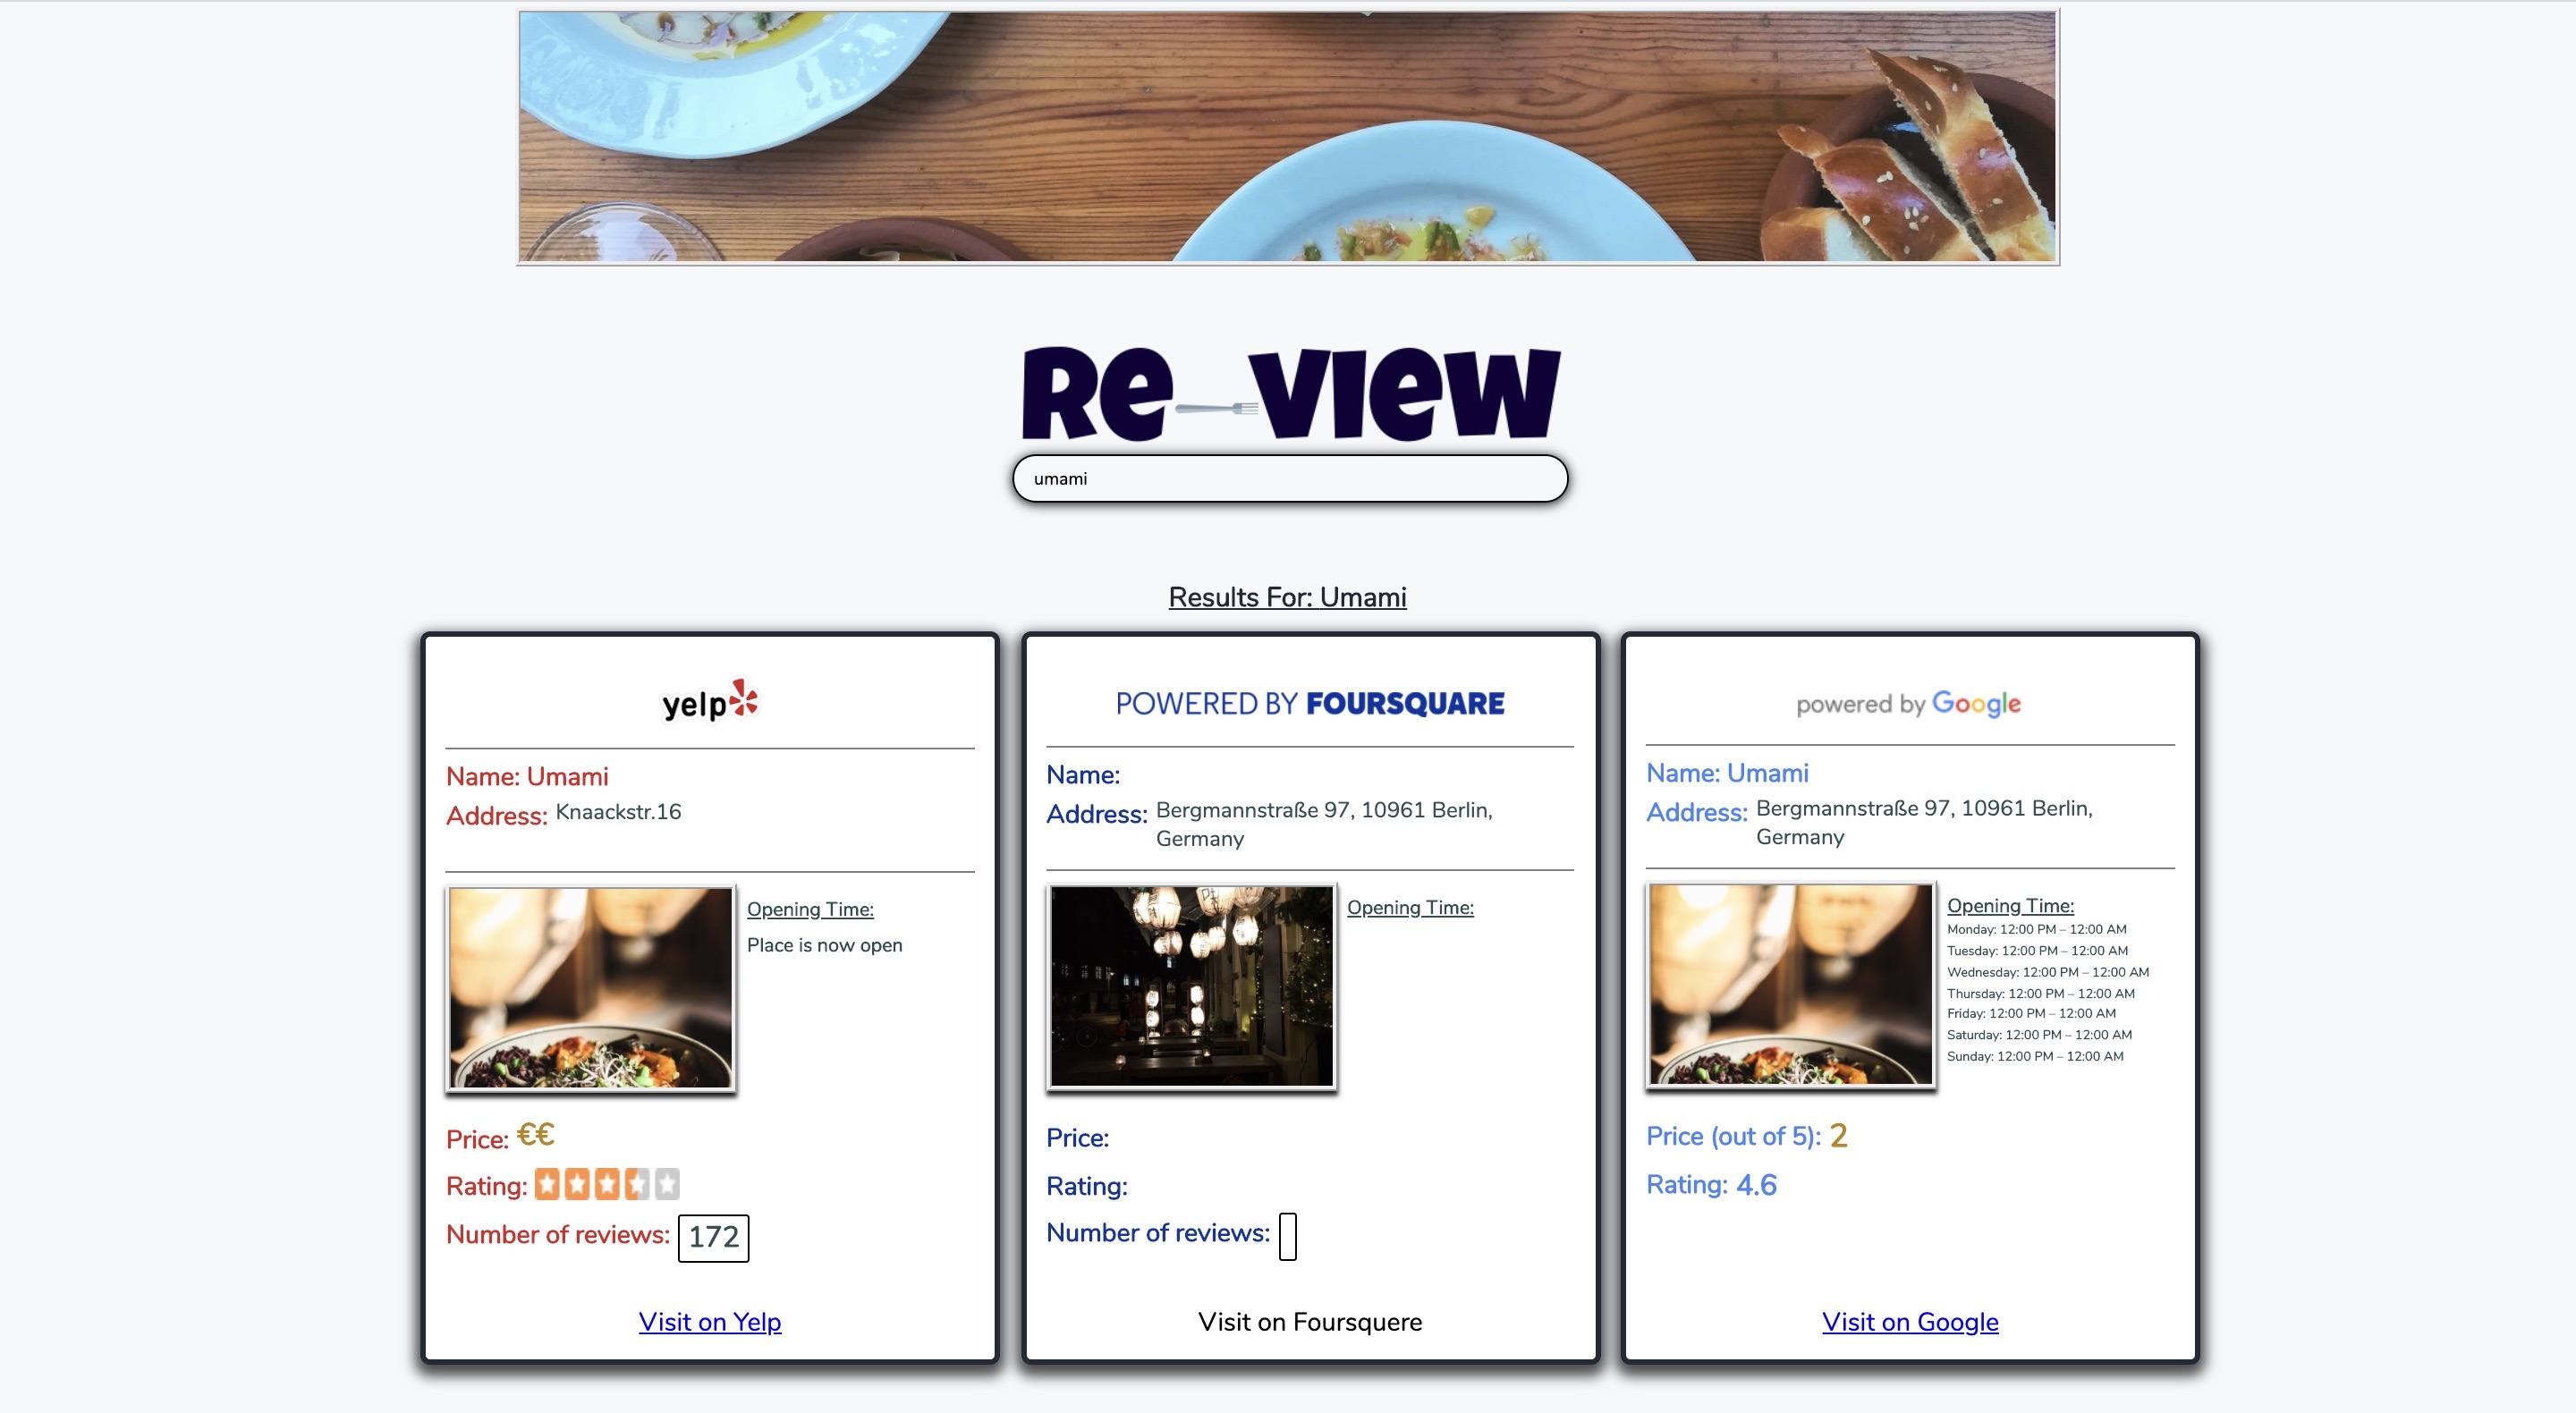 Re-view
umami
Results For: Umami
yelp
Name: Umami
Address: Knaackstr.16
Opening Time:
Place is now open
Price: €€
Rating:
Number of reviews: 172
Visit on Yelp
POWERED BY FOURSQUARE
Name:
Address: Bergmannstraße 97, 10961 Berlin,
Germany
Opening Time:
Price:
Rating:
Number of reviews:
Visit on Foursquere
powered by Google
Name: Umami
Address: Bergmannstraße 97, 10961 Berlin,
Germany
Opening Time:
Monday: 12:00 PM – 12:00 AM
Tuesday: 12:00 PM – 12:00 AM
Wednesday: 12:00 PM – 12:00 AM
Thursday: 12:00 PM – 12:00 AM
Friday: 12:00 PM – 12:00 AM
Saturday: 12:00 PM – 12:00 AM
Sunday: 12:00 PM – 12:00 AM
Price (out of 5): 2
Rating: 4.6
Visit on Google